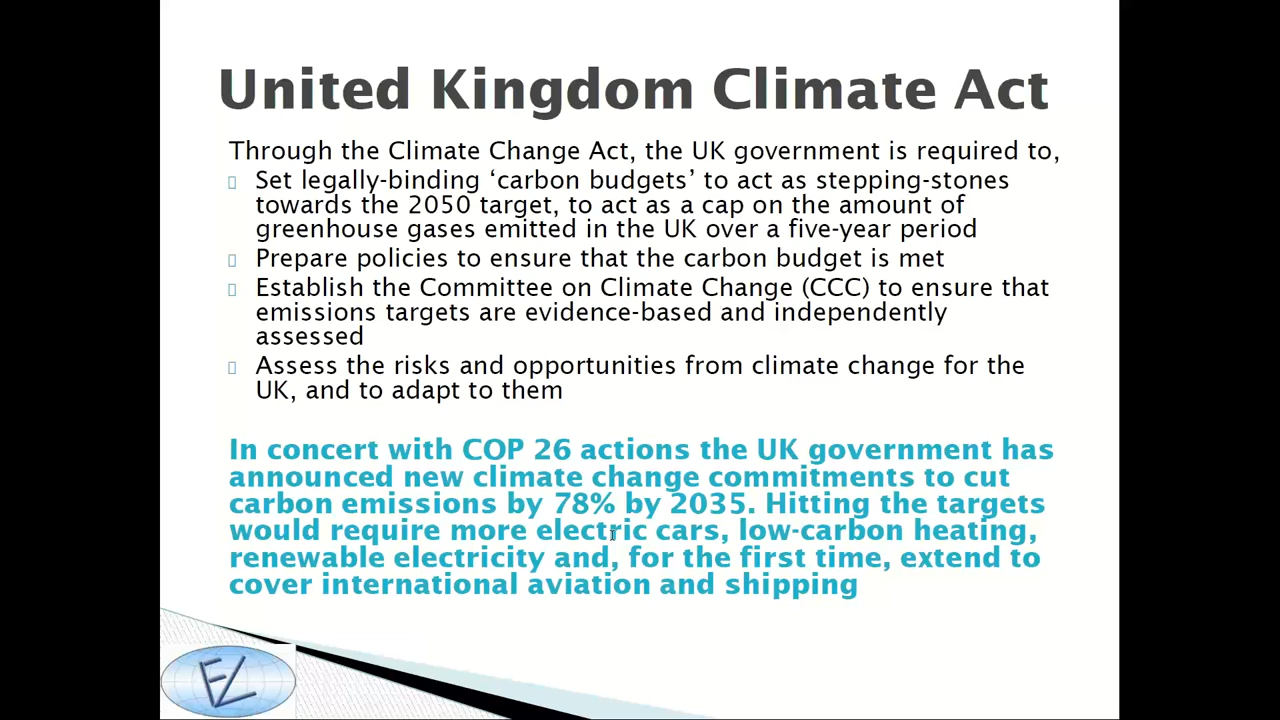 United Kingdom Climate Act
Through the Climate Change Act, the UK government is required to,
Set legally-binding ‘carbon budgets’ to act as stepping-stones
towards the 2050 target, to act as a cap on the amount of
greenhouse gases emitted in the UK over a five-year period
Prepare policies to ensure that the carbon budget is met
Establish the Committee on Climate Change (CCC) to ensure that
emissions targets are evidence-based and independently
assessed
Assess the risks and opportunities from climate change for the
UK, and to adapt to them
In concert with COP 26 actions the UK government has
announced new climate change commitments to cut
carbon emissions by 78% by 2035. Hitting the targets
would require more electric cars, low-carbon heating,
renewable electricity and, for the first time, extend to
cover international aviation and shipping